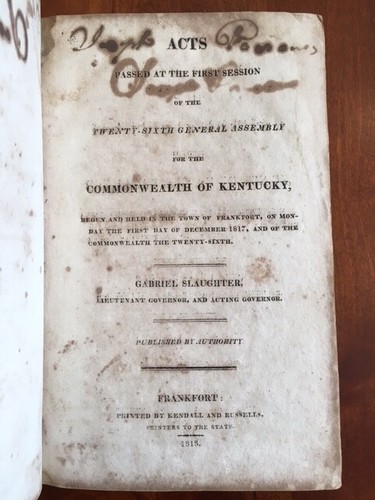 Joseph
ACTS
PASSED AT THE FIRST SESSION
OF THE
TWENTY-SIXTH GENERAL ASSEMBLY
FOR THE
COMMONWEALTH OF KENTUCKY,
BEGUN AND HELD IN THE TOWN OF FRANKFORT, ON MON-
DAY THE FIRST DAY OF DECEMBER 1817, AND OF THE
COMMONWEALTH THE TWENTY-SIXTH.
GABRIEL SLAUGHTER,
LIEUTENANT GOVERNOR, AND ACTING GOVERNOR.
PUBLISHED BY AUTHORITY
FRANKFORT:
PRINTED BY KENDALL AND RUSSELLS,
PRINTERS TO THE STATE.
1818.